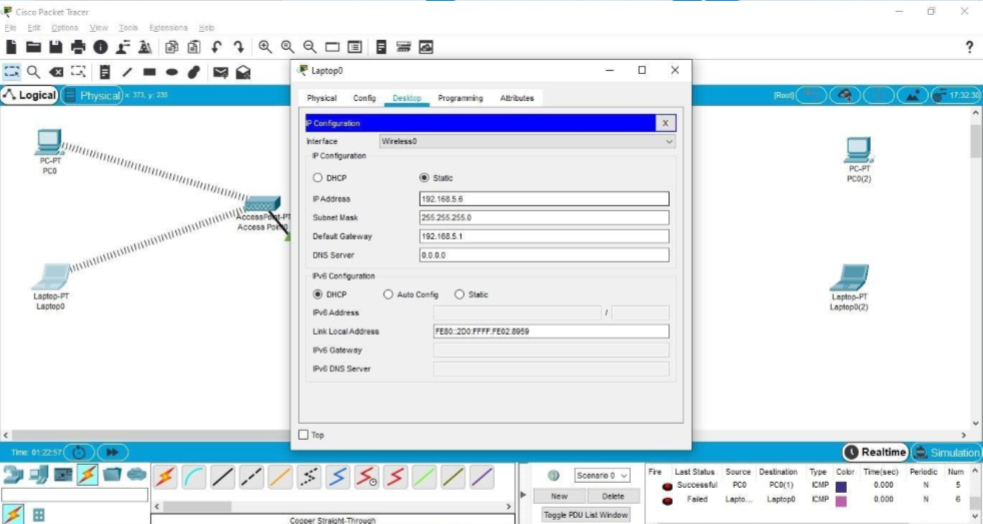 Cisco Packet Tracer
File Edit Options View Tools Extensions Help
?
Logical Physical x: 373, y: 255 [Root] 17:32:30
PC-PT
PC0
AccessPoint-PT
Access Point0
Laptop-PT
Laptop0
Laptop0
Physical Config Desktop Programming Attributes
IP Configuration X
Interface Wireless0
IP Configuration
DHCP Static
IP Address 192.168.5.6
Subnet Mask 255.255.255.0
Default Gateway 192.168.5.1
DNS Server 0.0.0.0
IPv6 Configuration
DHCP Auto Config Static
IPv6 Address /
Link Local Address FE80::2D0:FFFF:FE02:8959
IPv6 Gateway
IPv6 DNS Server
Top
PC-PT
PC0(2)
Laptop-PT
Laptop0(2)
Time: 01:22:57 Realtime Simulation
Scenario 0
New Delete
Toggle PDU List Window
Fire Last Status Source Destination Type Color Time(sec) Periodic Num
Successful PC0 PC0(1) ICMP 0.000 N 5
Failed Lapto... Laptop0 ICMP 0.000 N 6
Copper Straight-Through